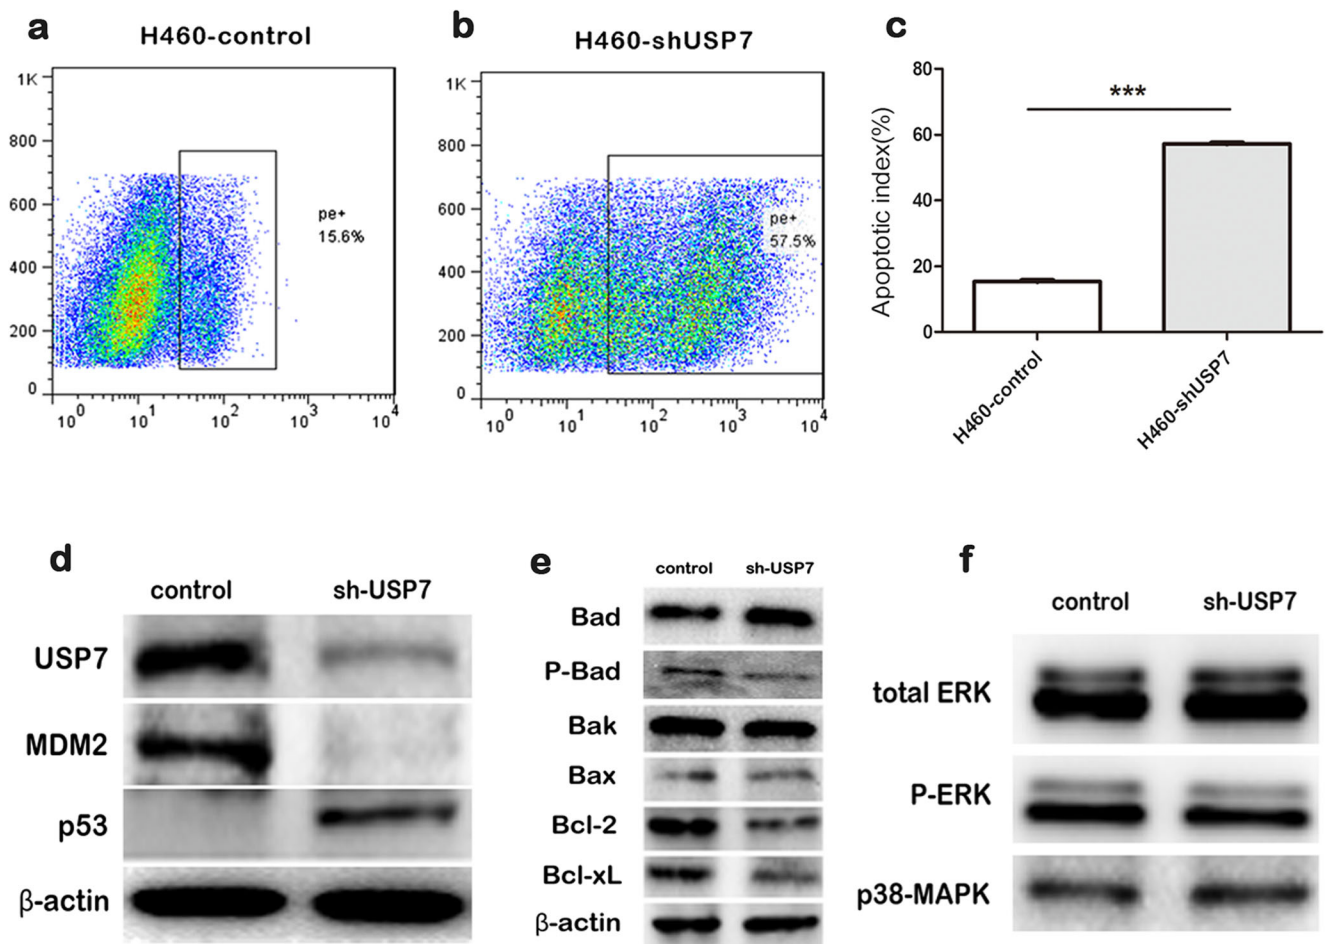 a
H460-control
1K
800
600
400
200
0
10^0 10^1 10^2 10^3 10^4
pe+
15.6%
b
H460-shUSP7
1K
800
600
400
200
0
10^0 10^1 10^2 10^3 10^4
pe+
57.5%
c
Apoptotic index(%)
80
60
40
20
0
***
H460-control
H460-shUSP7
d
control sh-USP7
USP7
MDM2
p53
β-actin
e
control sh-USP7
Bad
P-Bad
Bak
Bax
Bcl-2
Bcl-xL
β-actin
f
control sh-USP7
total ERK
P-ERK
p38-MAPK